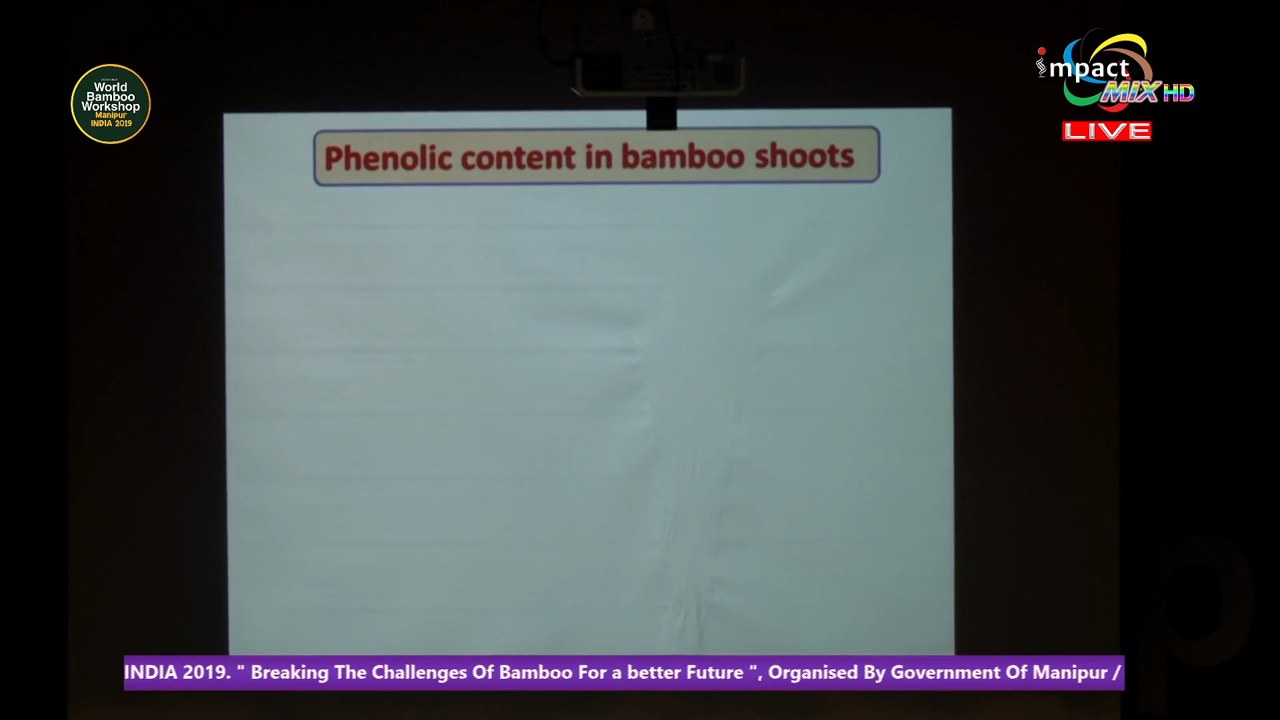 World
Bamboo
Workshop
Manipur
INDIA 2019
impact
MIX HD
LIVE
Phenolic content in bamboo shoots
INDIA 2019. " Breaking The Challenges Of Bamboo For a better Future ", Organised By Government Of Manipur /